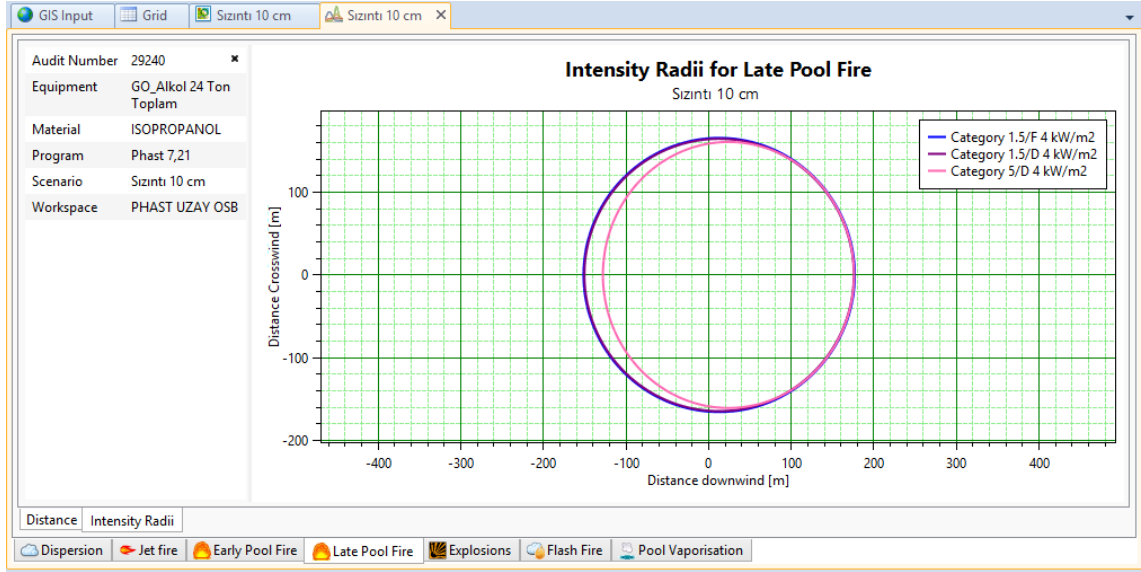 GIS Input
Grid
Sızıntı 10 cm
Sızıntı 10 cm
Audit Number 29240
Equipment GO_Alkol 24 Ton
Toplam
Material ISOPROPANOL
Program Phast 7,21
Scenario Sızıntı 10 cm
Workspace PHAST UZAY OSB
Intensity Radii for Late Pool Fire
Sızıntı 10 cm
Category 1.5/F 4 kW/m2
Category 1.5/D 4 kW/m2
Category 5/D 4 kW/m2
Distance Crosswind [m]
100
0
-100
-200
-400 -300 -200 -100 0 100 200 300 400
Distance downwind [m]
Distance Intensity Radii
Dispersion Jet fire Early Pool Fire Late Pool Fire Explosions Flash Fire Pool Vaporisation